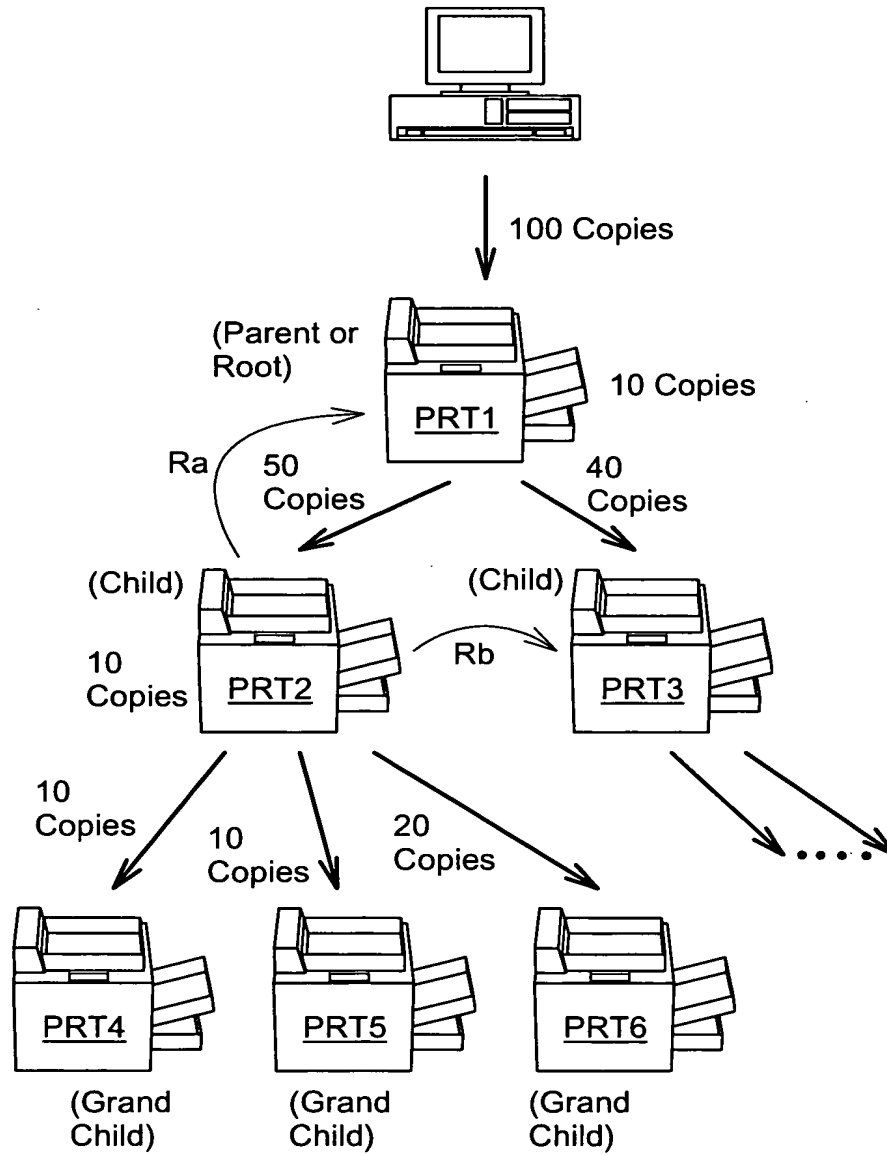 100 Copies
(Parent or
Root)
10 Copies
PRT1
Ra
50
Copies
40
Copies
(Child)
(Child)
Rb
10
Copies
PRT2
PRT3
10
Copies
10
Copies
20
Copies
PRT4
PRT5
PRT6
(Grand
Child)
(Grand
Child)
(Grand
Child)